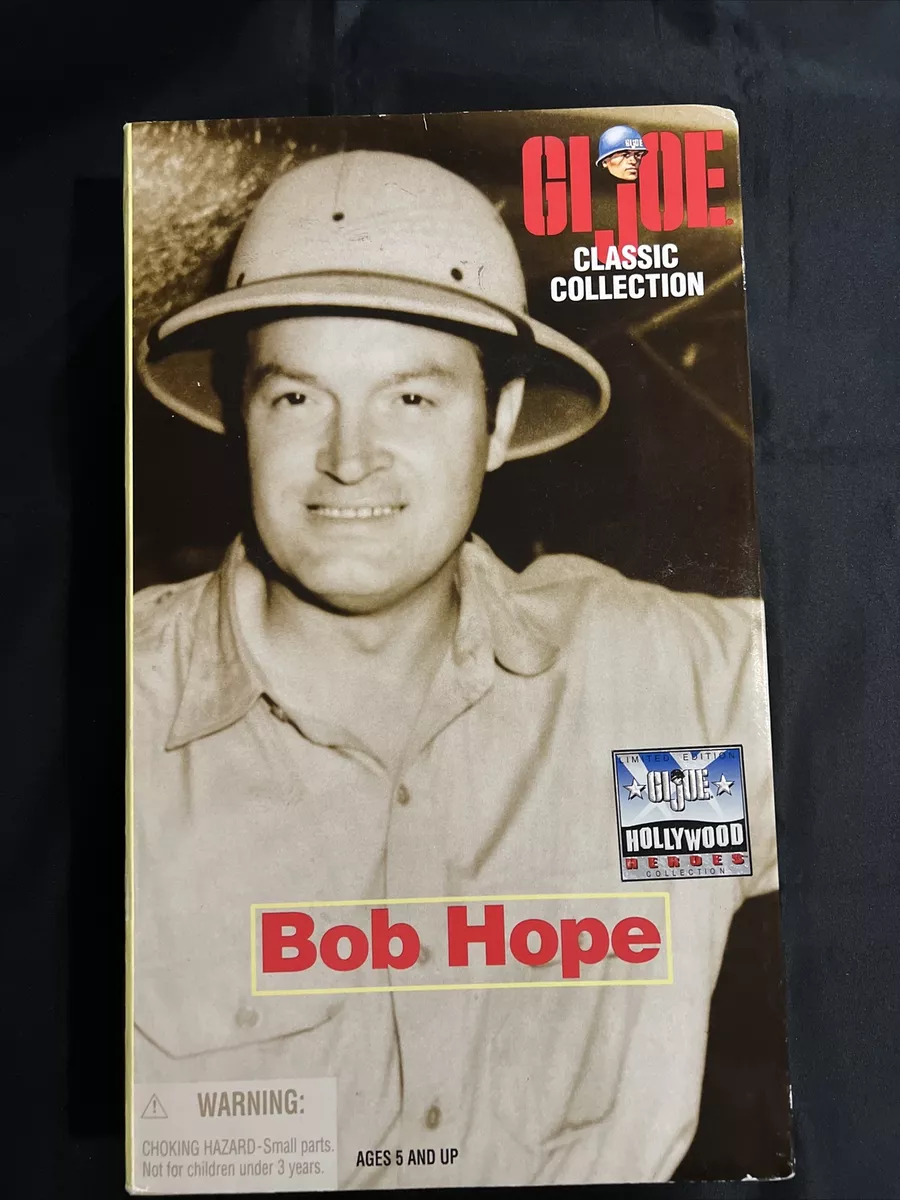 GI JOE
CLASSIC
COLLECTION
LIMITED EDITION
GI JOE
HOLLYWOOD
HEROES
COLLECTION
Bob Hope
WARNING:
CHOKING HAZARD-Small parts.
Not for children under 3 years.
AGES 5 AND UP